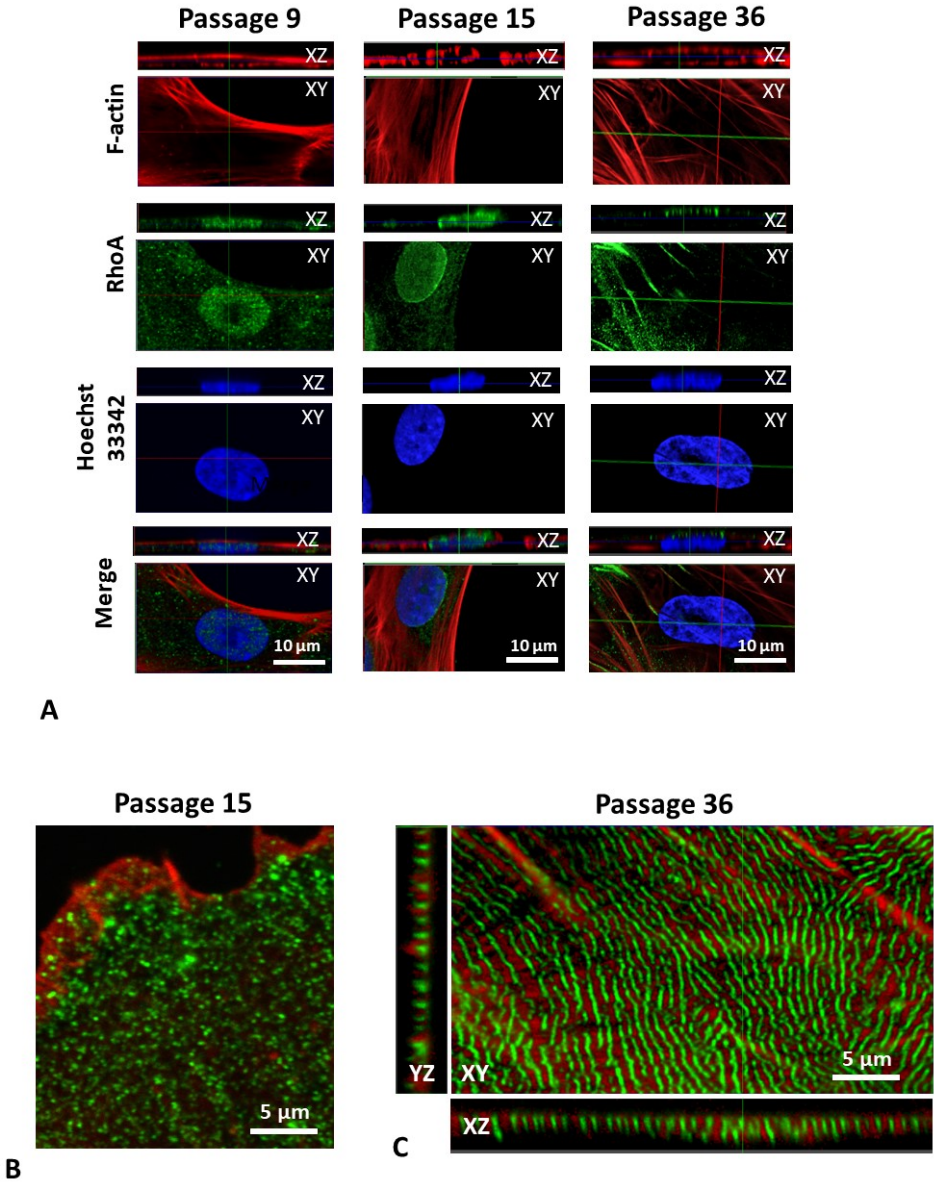 Passage 9 Passage 15 Passage 36
XZ XZ XZ
F-actin
XY XY XY
XZ XZ XZ
RhoA
XY XY XY
XZ XZ XZ
Hoechst
33342
XY XY XY
XZ XZ XZ
Merge
XY XY XY
10 µm 10 µm 10 µm
A
Passage 15 Passage 36
YZ XY 5 µm
5 µm
XZ
B C